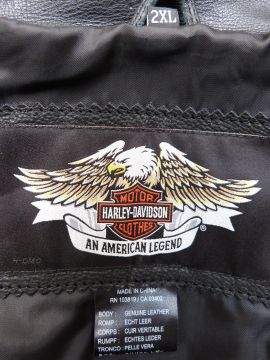 2XL
MOTOR
HARLEY-DAVIDSON
CLOTHES
AN AMERICAN LEGEND
H-DMC
MADE IN CHINA
RN 103819 / CA 03402
BODY : GENUINE LEATHER
ROMP : ECHT LEER
CORPS : CUIR VERITABLE
RUMPF : ECHTES LEDER
TRONCO : PELLE VERA